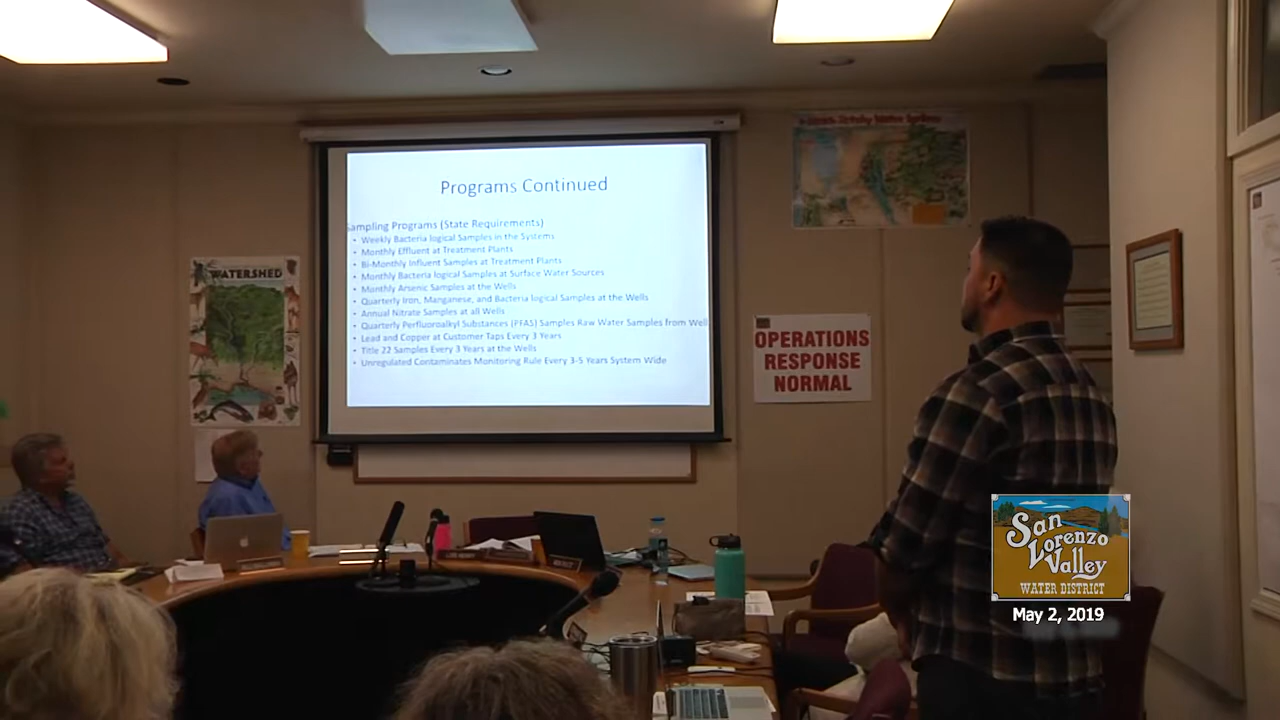 Programs Continued
Sampling Programs (State Requirements)
• Weekly Bacteria logical Samples in the Systems
• Monthly Effluent at Treatment Plants
• Bi-Monthly Influent Samples at Treatment Plants
• Monthly Bacteria logical Samples at Surface Water Sources
• Monthly Arsenic Samples at the Wells
• Quarterly Iron, Manganese, and Bacteria logical Samples at the Wells
• Annual Nitrate Samples at all Wells
• Quarterly Perfluoroalkyl Substances (PFAS) Samples Raw Water Samples from Well
• Lead and Copper at Customer Taps Every 3 Years
• Title 22 Samples Every 3 Years at the Wells
• Unregulated Contaminates Monitoring Rule Every 3-5 Years System Wide
WATERSHED
OPERATIONS
RESPONSE
NORMAL
San
Lorenzo
Valley
WATER DISTRICT
May 2, 2019